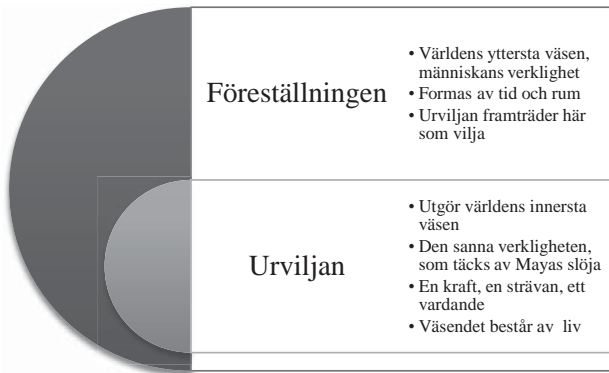 Föreställningen
• Världens yttersta väsen,
människans verklighet
• Formas av tid och rum
• Urviljan framträder här
som vilja
Urviljan
• Utgör världens innersta
väsen
• Den sanna verkligheten,
som täcks av Mayas slöja
• En kraft, en strävan, ett
vardande
• Väsendet består av liv